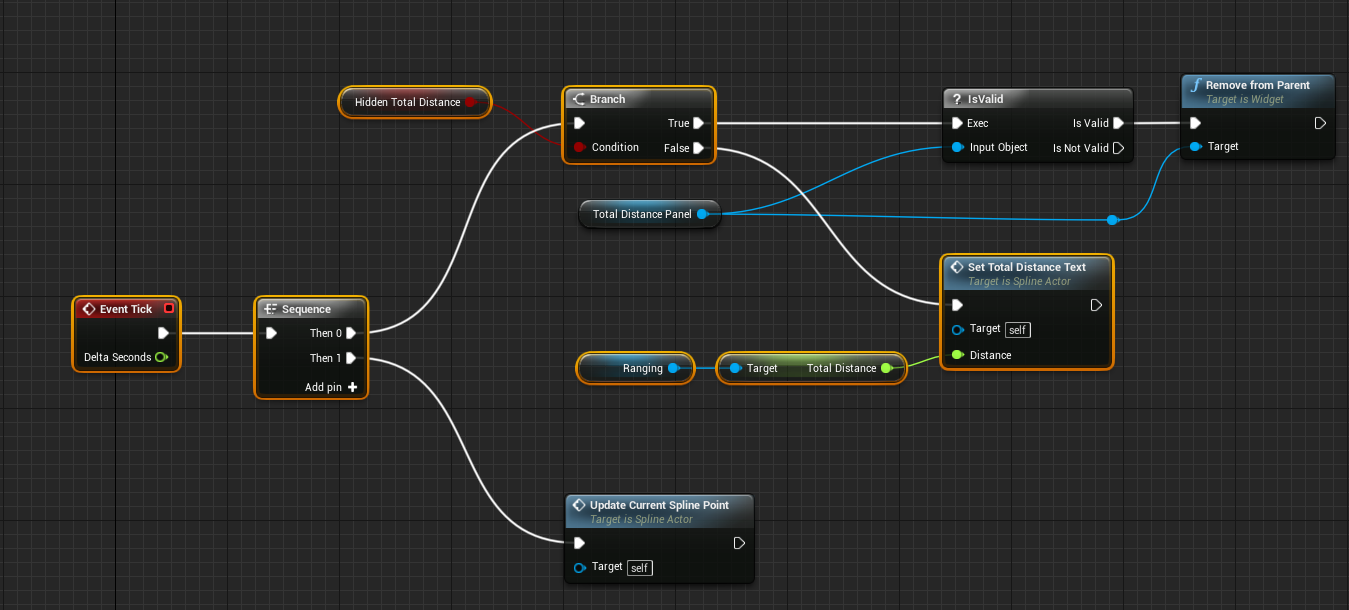 Hidden Total Distance
Branch
True
Condition
False
? IsValid
Exec
Is Valid
Input Object
Is Not Valid
f Remove from Parent
Target is Widget
Target
Total Distance Panel
Event Tick
Delta Seconds
Sequence
Then 0
Then 1
Add pin +
Set Total Distance Text
Target is Spline Actor
Target self
Distance
Ranging
Target
Total Distance
Update Current Spline Point
Target is Spline Actor
Target self